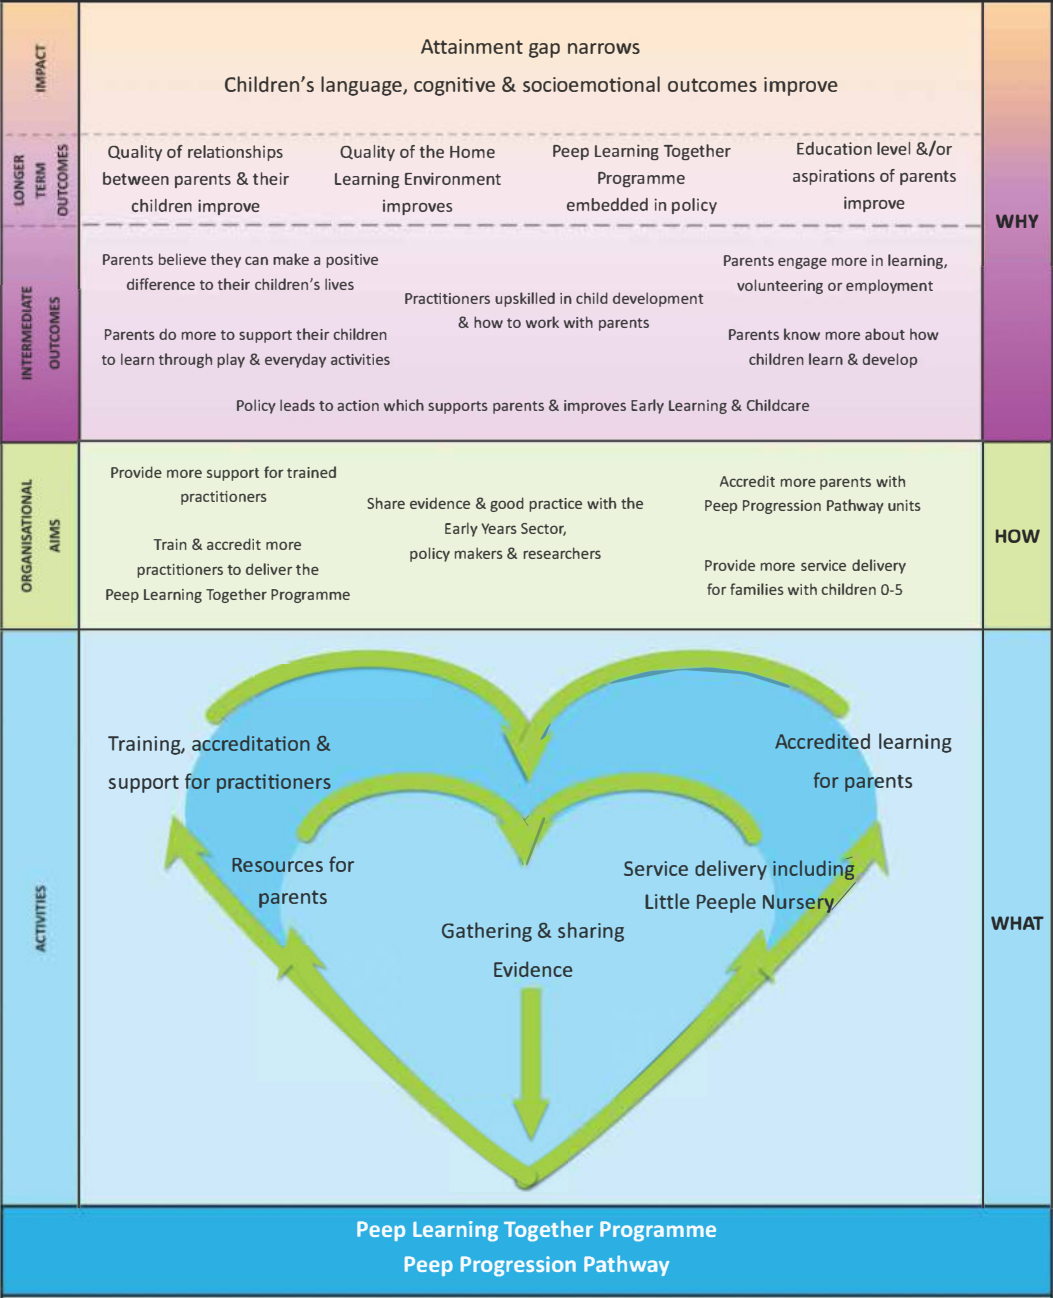 IMPACT
Attainment gap narrows
Children's language, cognitive & socioemotional outcomes improve
LONGER
TERM
OUTCOMES
Quality of relationships
between parents & their
children improve
Quality of the Home
Learning Environment
improves
Peep Learning Together
Programme
embedded in policy
Education level &/or
aspirations of parents
improve
WHY
INTERMEDIATE
OUTCOMES
Parents believe they can make a positive
difference to their children's lives
Parents do more to support their children
to learn through play & everyday activities
Practitioners upskilled in child development
& how to work with parents
Parents engage more in learning,
volunteering or employment
Parents know more about how
children learn & develop
Policy leads to action which supports parents & improves Early Learning & Childcare
ORGANISATIONAL
AIMS
Provide more support for trained
practitioners
Train & accredit more
practitioners to deliver the
Peep Learning Together Programme
Share evidence & good practice with the
Early Years Sector,
policy makers & researchers
Accredit more parents with
Peep Progression Pathway units
Provide more service delivery
for families with children 0-5
HOW
ACTIVITIES
Training, accreditation &
support for practitioners
Accredited learning
for parents
Resources for
parents
Service delivery including
Little Peeple Nursery
Gathering & sharing
Evidence
WHAT
Peep Learning Together Programme
Peep Progression Pathway